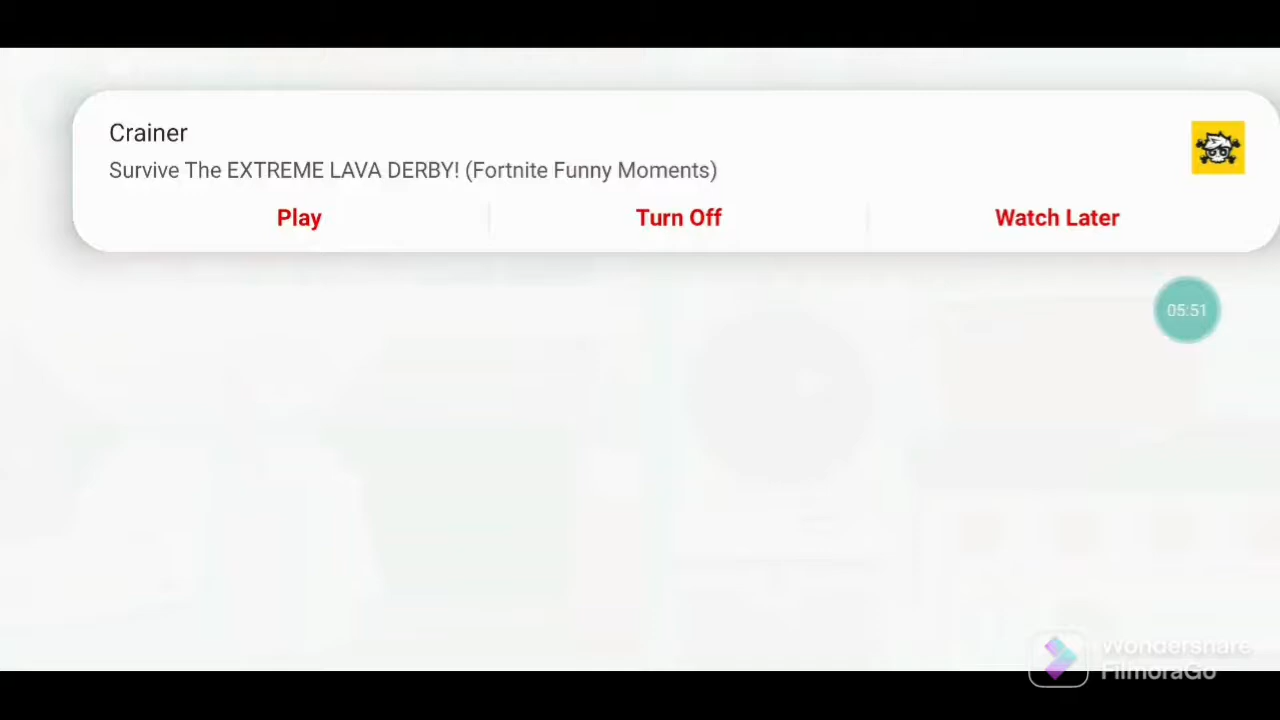 Crainer
Survive The EXTREME LAVA DERBY! (Fortnite Funny Moments)
Play Turn Off Watch Later
05:51
Wondershare
FilmoraGo